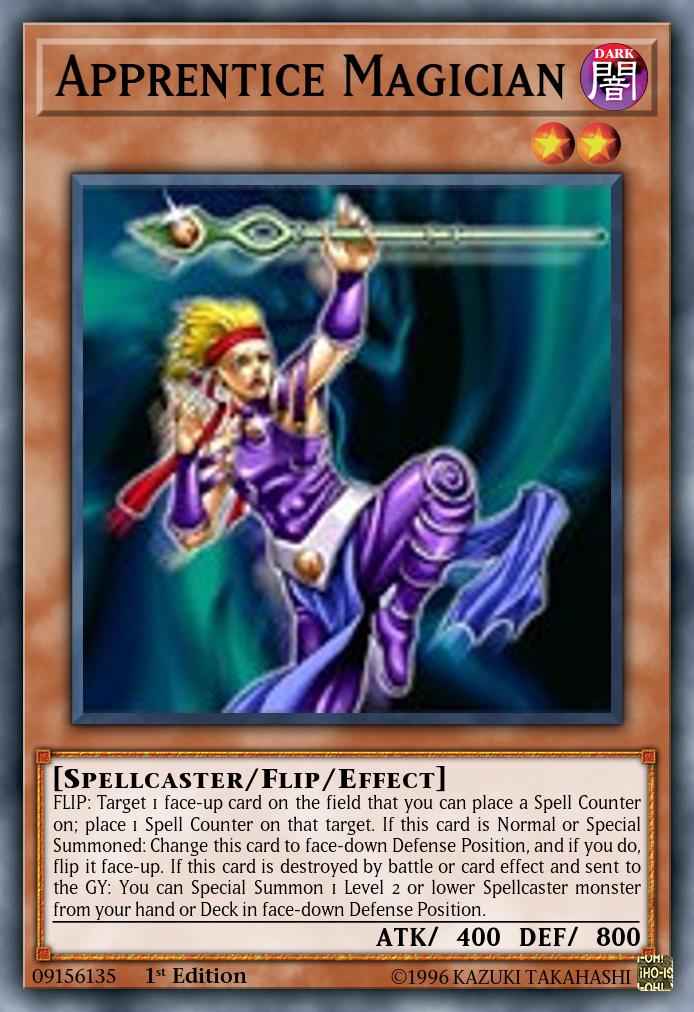 Apprentice Magician
DARK
闇
[Spellcaster/Flip/Effect]
FLIP: Target 1 face-up card on the field that you can place a Spell Counter
on; place 1 Spell Counter on that target. If this card is Normal or Special
Summoned: Change this card to face-down Defense Position, and if you do,
flip it face-up. If this card is destroyed by battle or card effect and sent to
the GY: You can Special Summon 1 Level 2 or lower Spellcaster monster
from your hand or Deck in face-down Defense Position.
ATK/ 400 DEF/ 800
09156135 1st Edition ©1996 KAZUKI TAKAHASHI